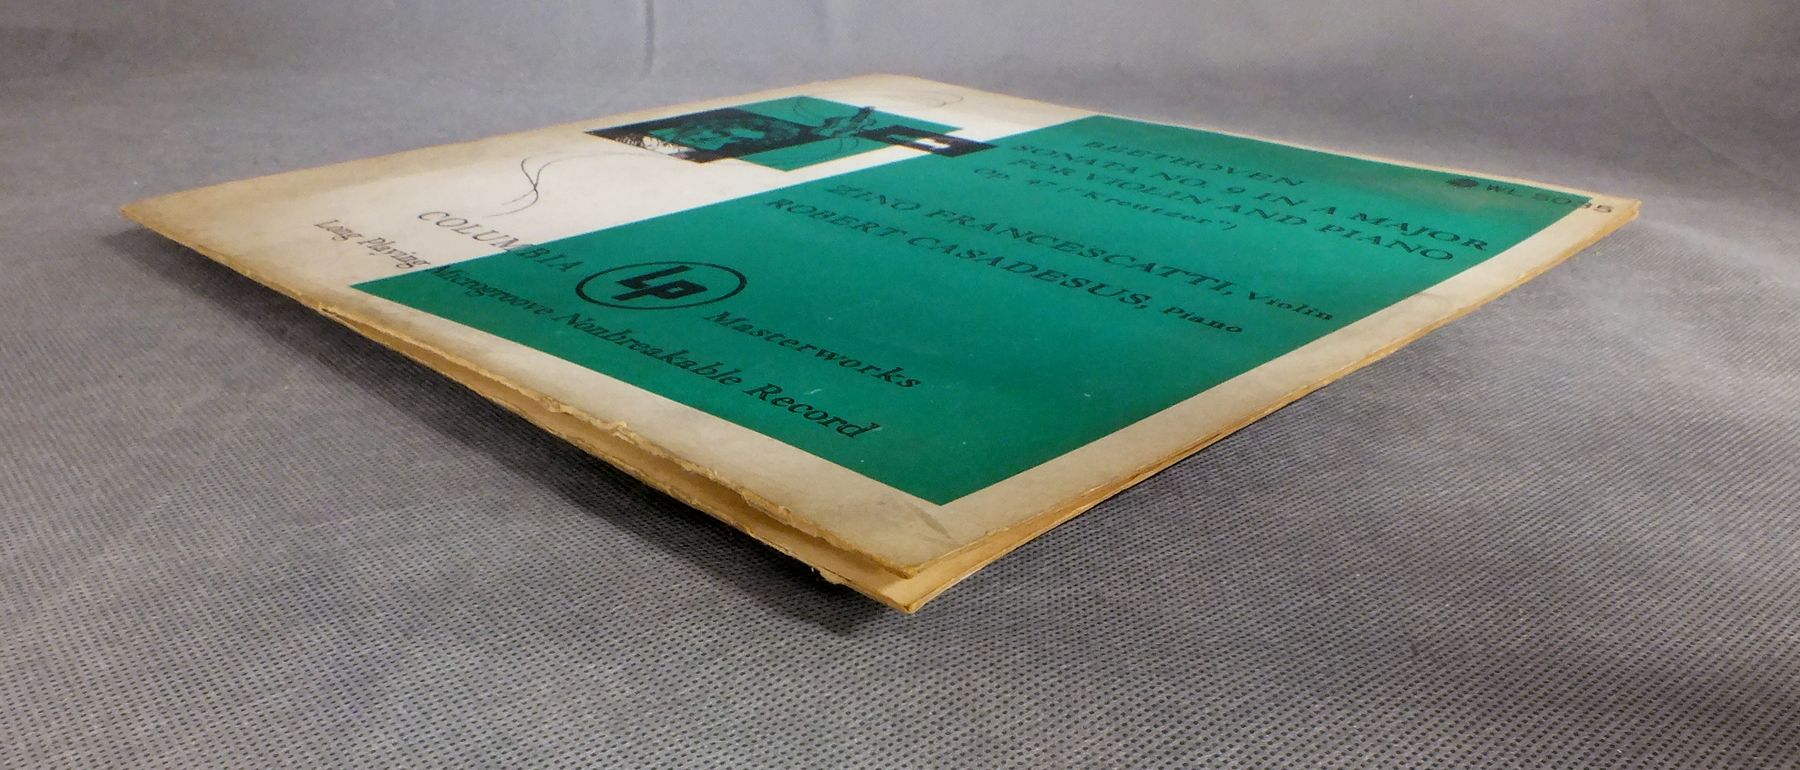 BEETHOVEN
SONATA NO. 9 IN A MAJOR
FOR VIOLIN AND PIANO
Op. 47 ("Kreutzer")
ZINO FRANCESCATTI, Violin
ROBERT CASADESUS, Piano
COLUMBIA LP Masterworks
Long Playing Microgroove Nonbreakable Record